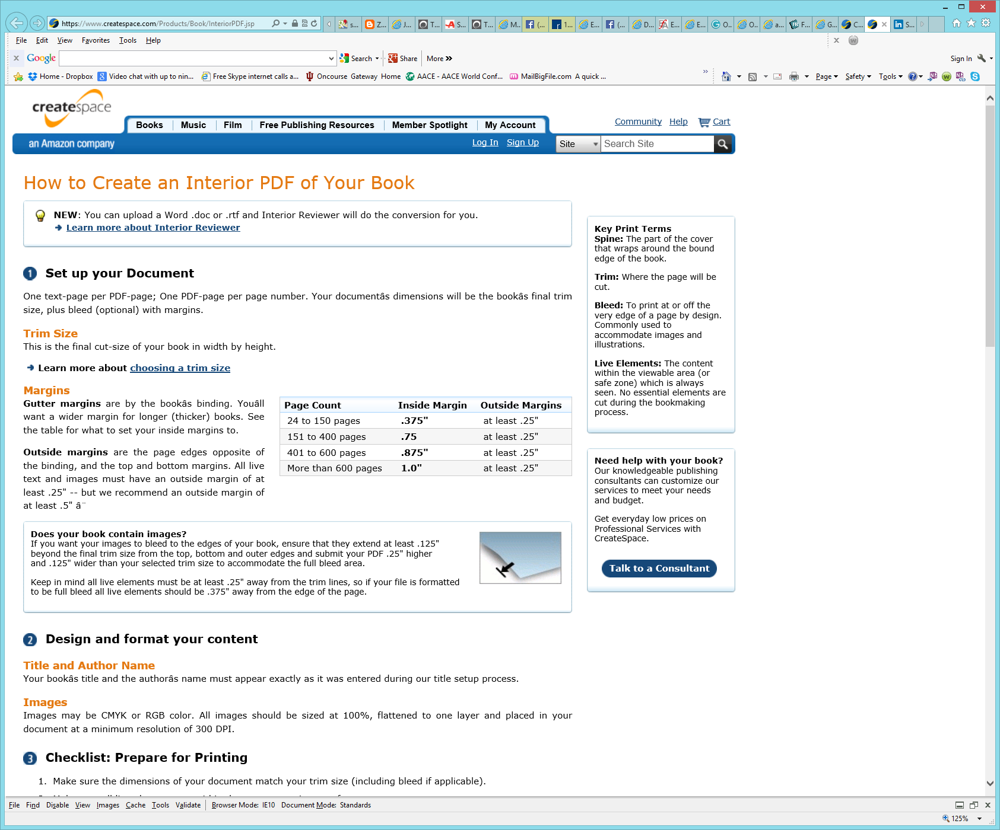 https://www.createspace.com/Products/Book/InteriorPDF.jsp
s...
Z...
J...
T...
A S...
T...
M...
(...
1...
E...
(...
D...
E...
E...
O..
O..
a...
F...
G...
C...
S...
File Edit View Favorites Tools Help
Google
Search
Share
More
Sign In
Home - Dropbox
Video chat with up to nin...
Free Skype internet calls a...
Oncourse Gateway Home
AACE - AACE World Conf...
MailBigFile.com A quick ...
Page Safety Tools
createspace
Books Music Film Free Publishing Resources Member Spotlight My Account
Community Help Cart
an Amazon company
Log In Sign Up
Site
Search Site
How to Create an Interior PDF of Your Book
NEW: You can upload a Word .doc or .rtf and Interior Reviewer will do the conversion for you.
Learn more about Interior Reviewer
1 Set up your Document
One text-page per PDF-page; One PDF-page per page number. Your documentâs dimensions will be the bookâs final trim
size, plus bleed (optional) with margins.
Trim Size
This is the final cut-size of your book in width by height.
Learn more about choosing a trim size
Margins
Gutter margins are by the bookâs binding. Youâll
want a wider margin for longer (thicker) books. See
the table for what to set your inside margins to.
Outside margins are the page edges opposite of
the binding, and the top and bottom margins. All live
text and images must have an outside margin of at
least .25" -- but we recommend an outside margin of
at least .5" â¨
Page Count Inside Margin Outside Margins
24 to 150 pages .375" at least .25"
151 to 400 pages .75 at least .25"
401 to 600 pages .875" at least .25"
More than 600 pages 1.0" at least .25"
Does your book contain images?
If you want your images to bleed to the edges of your book, ensure that they extend at least .125"
beyond the final trim size from the top, bottom and outer edges and submit your PDF .25" higher
and .125" wider than your selected trim size to accommodate the full bleed area.
Keep in mind all live elements must be at least .25" away from the trim lines, so if your file is formatted
to be full bleed all live elements should be .375" away from the edge of the page.
2 Design and format your content
Title and Author Name
Your bookâs title and the authorâs name must appear exactly as it was entered during our title setup process.
Images
Images may be CMYK or RGB color. All images should be sized at 100%, flattened to one layer and placed in your
document at a minimum resolution of 300 DPI.
3 Checklist: Prepare for Printing
1. Make sure the dimensions of your document match your trim size (including bleed if applicable).
Key Print Terms
Spine: The part of the cover
that wraps around the bound
edge of the book.
Trim: Where the page will be
cut.
Bleed: To print at or off the
very edge of a page by design.
Commonly used to
accommodate images and
illustrations.
Live Elements: The content
within the viewable area (or
safe zone) which is always
seen. No essential elements are
cut during the bookmaking
process.
Need help with your book?
Our knowledgeable publishing
consultants can customize our
services to meet your needs
and budget.
Get everyday low prices on
Professional Services with
CreateSpace.
Talk to a Consultant
File Find Disable View Images Cache Tools Validate Browser Mode: IE10 Document Mode: Standards
125%